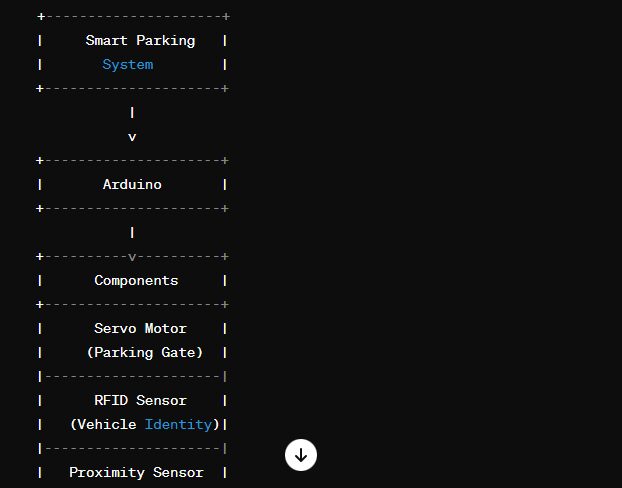 +---------------------+
|     Smart Parking   |
|       System        |
+---------------------+
           |
           v
+---------------------+
|       Arduino       |
+---------------------+
           |
+----------v----------+
|      Components     |
+---------------------+
|      Servo Motor    |
|     (Parking Gate)  |
|---------------------|
|      RFID Sensor    |
|   (Vehicle Identity)|
|---------------------|
|   Proximity Sensor  |